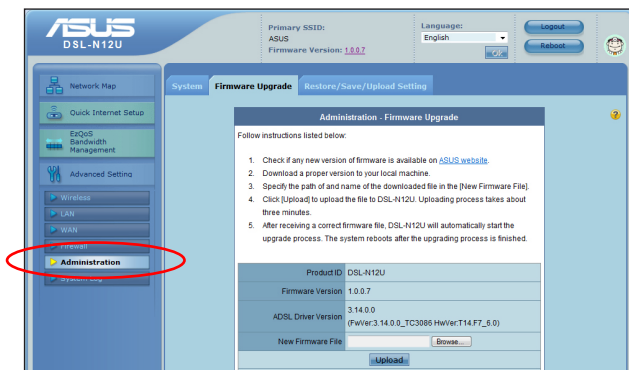 ASUS
DSL-N12U
Primary SSID:
ASUS
Firmware Version: 1.0.0.7
Language:
English
OK
Logout
Reboot
Network Map
Quick Internet Setup
EzQoS
Bandwidth
Management
Advanced Setting
Wireless
LAN
WAN
Firewall
Administration
System Log
System
Firmware Upgrade
Restore/Save/Upload Setting
Administration - Firmware Upgrade
Follow instructions listed below:
1. Check if any new version of firmware is available on ASUS website.
2. Download a proper version to your local machine.
3. Specify the path of and name of the downloaded file in the [New Firmware File].
4. Click [Upload] to upload the file to DSL-N12U. Uploading process takes about
three minutes.
5. After receiving a correct firmware file, DSL-N12U will automatically start the
upgrade process. The system reboots after the upgrading process is finished.
Product ID DSL-N12U
Firmware Version 1.0.0.7
ADSL Driver Version 3.14.0.0
(FwVer:3.14.0.0_TC3086 HwVer:T14.F7_6.0)
New Firmware File Browse...
Upload